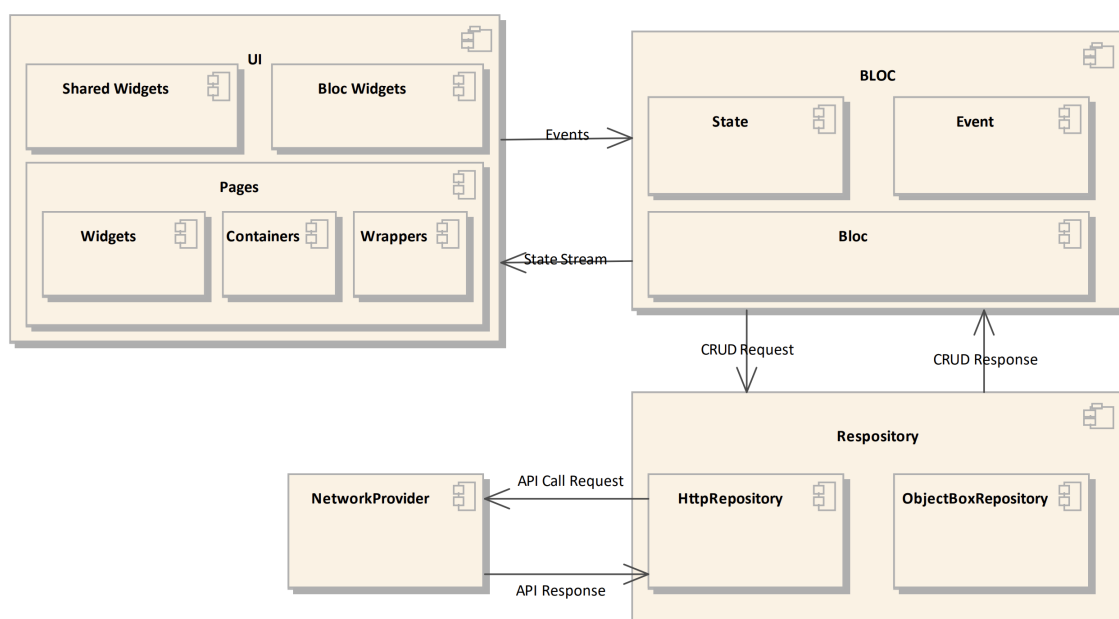 UI
Shared Widgets
Bloc Widgets
Pages
Widgets
Containers
Wrappers
Events
State Stream
BLOC
State
Event
Bloc
CRUD Request
CRUD Response
Respository
HttpRepository
ObjectBoxRepository
API Call Request
API Response
NetworkProvider